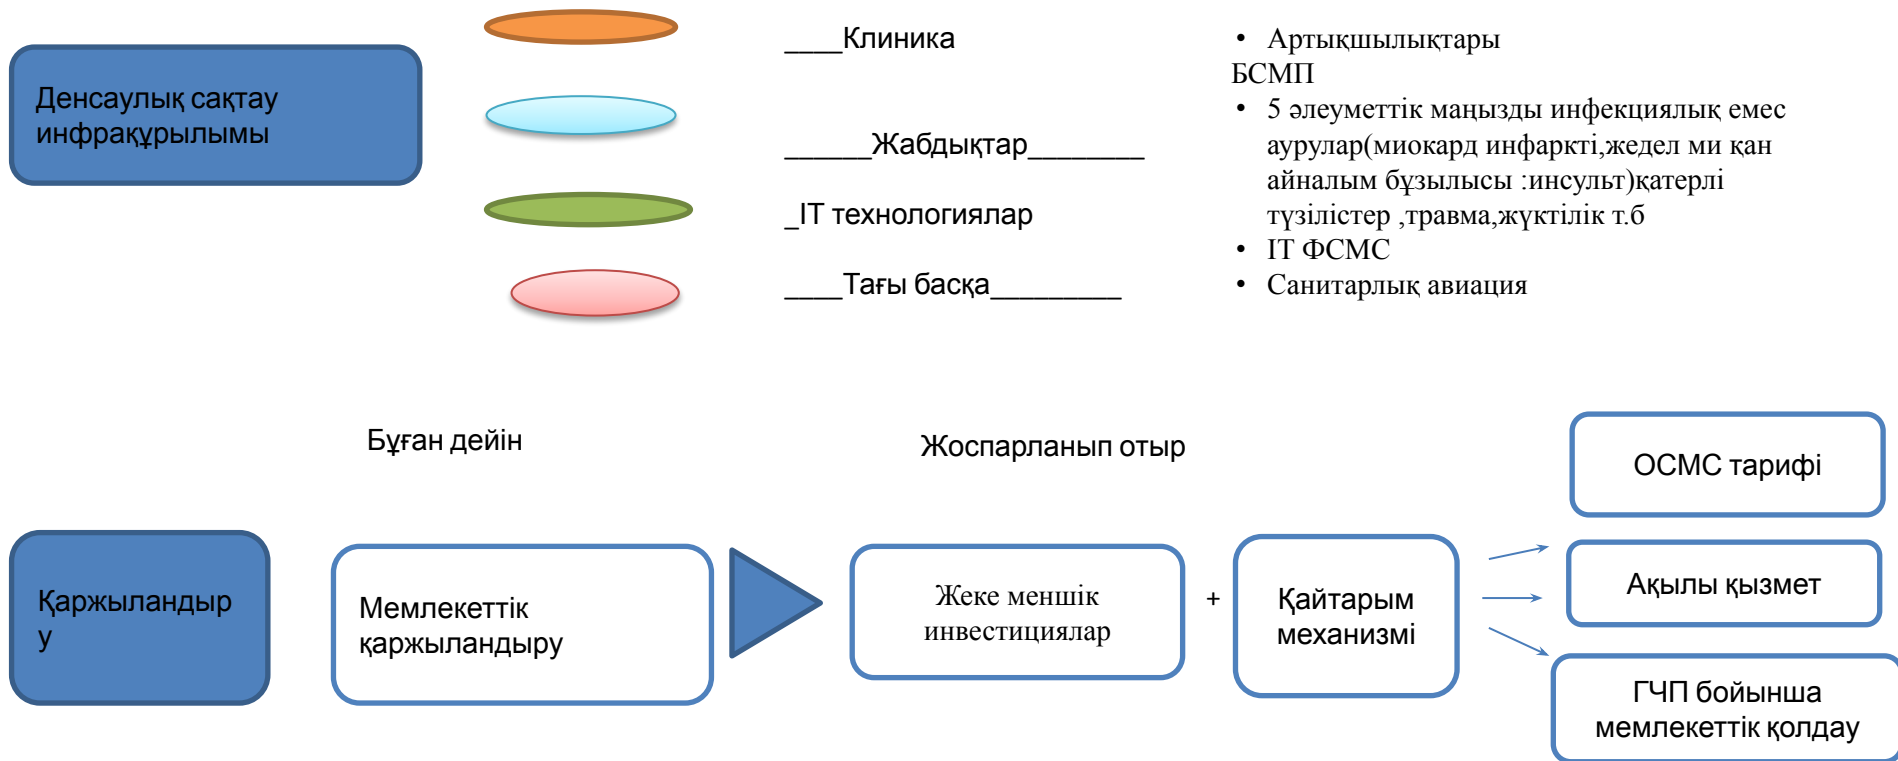 Денсаулық сақтау
инфрақұрылымы
____Клиника
______Жабдықтар________
_IT технологиялар
____Тағы басқа_________
• Артықшылықтары
БСМП
• 5 әлеуметтік маңызды инфекциялық емес
аурулар(миокард инфаркті,жедел ми қан
айналым бұзылысы :инсульт)қатерлі
түзілістер ,травма,жүктілік т.б
• IT ФСМС
• Санитарлық авиация
Бұған дейін
Жоспарланып отыр
Қаржыландыр
у
Мемлекеттік
қаржыландыру
Жеке меншік
инвестициялар
+
Қайтарым
механизмі
ОСМС тарифі
Ақылы қызмет
ГЧП бойынша
мемлекеттік қолдау